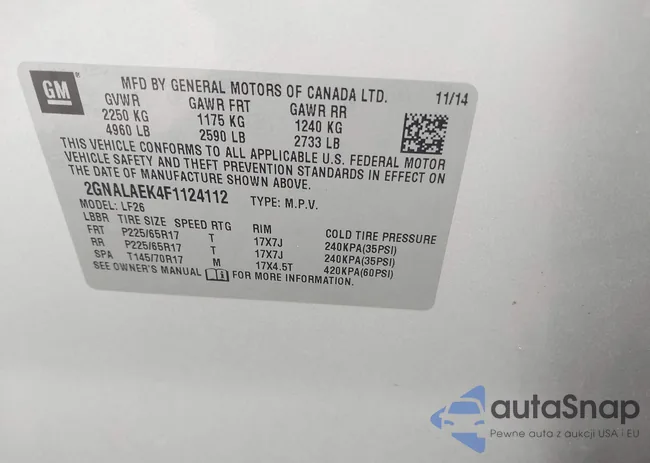 GM
MFD BY GENERAL MOTORS OF CANADA LTD. 11/14
GVWR GAWR FRT GAWR RR
2250 KG 1175 KG 1240 KG
4960 LB 2590 LB 2733 LB
THIS VEHICLE CONFORMS TO ALL APPLICABLE U.S. FEDERAL MOTOR
VEHICLE SAFETY AND THEFT PREVENTION STANDARDS IN EFFECT ON
THE DATE OF MANUFACTURE SHOWN ABOVE.
2GNALAEK4F1124112 TYPE: M.P.V.
MODEL: LF26
LBBR TIRE SIZE SPEED RTG RIM COLD TIRE PRESSURE
FRT P225/65R17 T 17X7J 240KPA(35PSI)
RR P225/65R17 T 17X7J 240KPA(35PSI)
SPA T145/70R17 M 17X4.5T 420KPA(60PSI)
SEE OWNER'S MANUAL FOR MORE INFORMATION.
autaSnap
Pewne auta z aukcji USA i EU